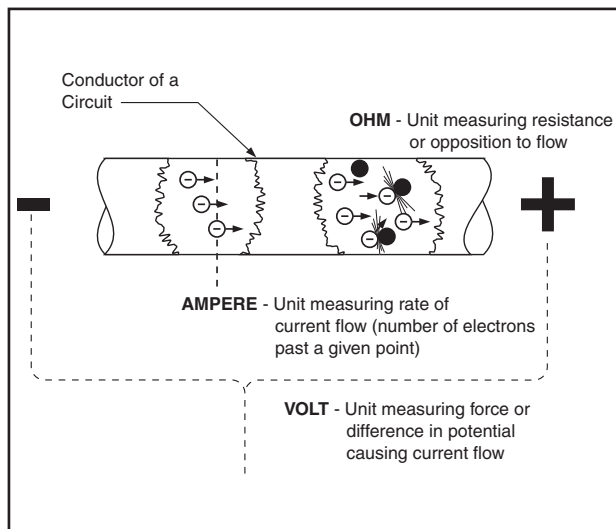 Conductor of a
Circuit
OHM - Unit measuring resistance
or opposition to flow
AMPERE - Unit measuring rate of
current flow (number of electrons
past a given point)
VOLT - Unit measuring force or
difference in potential
causing current flow